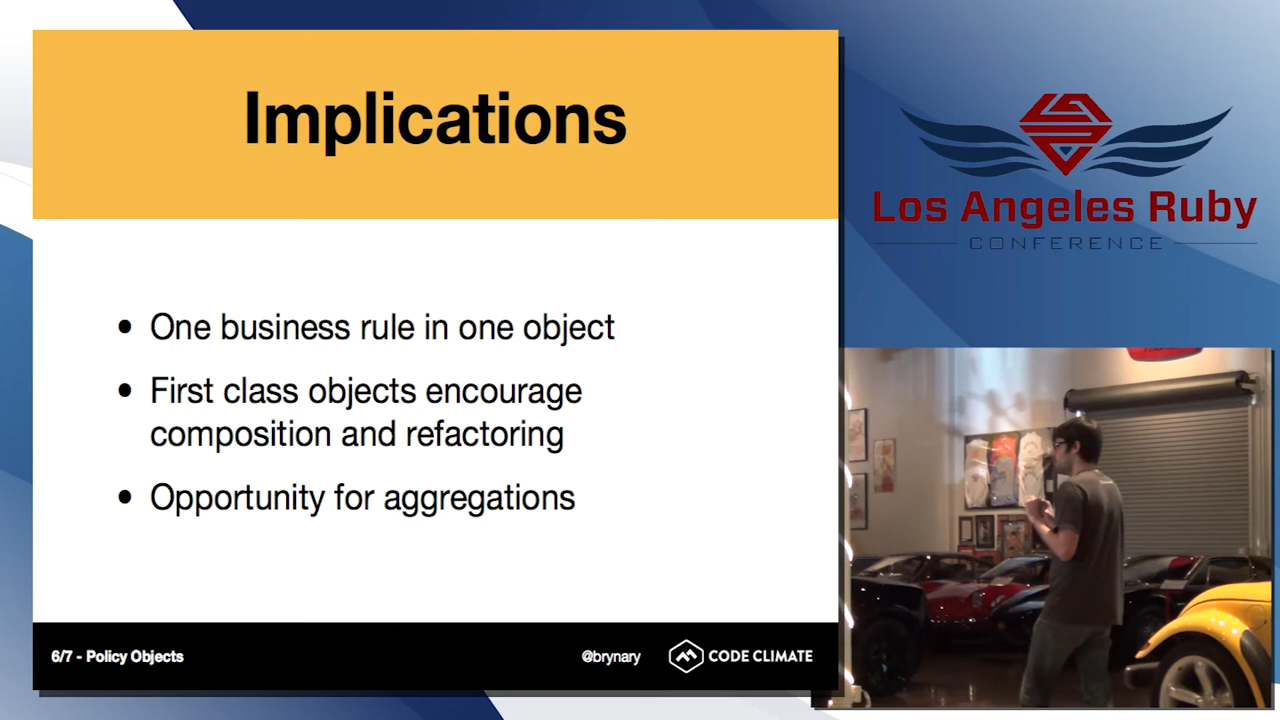 Implications
• One business rule in one object
• First class objects encourage
composition and refactoring
• Opportunity for aggregations
6/7 - Policy Objects
@brynary
CODE CLIMATE
Los Angeles Ruby
CONFERENCE